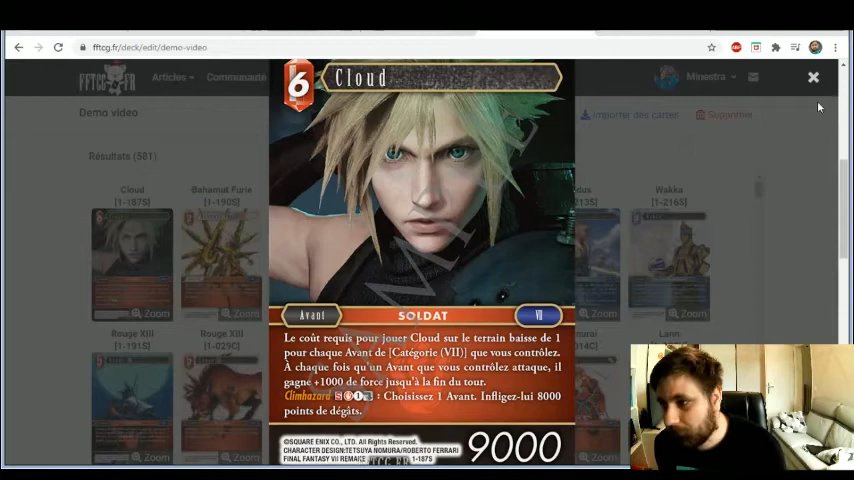 fftcg.fr/deck/edit/demo-video
FFTCG.FR
Articles
Communauté
Minestra
Demo video
Importer des cartes
Supprimer
Résultats (581)
Cloud
[1-187S]
Bahamut Furie
[1-190S]
Wakka
[1-216S]
Zoom
Zoom
Zoom
Zoom
Rouge XIII
[1-191S]
Rouge XIII
[1-029C]
Lann
Zoom
Zoom
6
Cloud
SAMPLE
Avant
SOLDAT
VII
Le coût requis pour jouer Cloud sur le terrain baisse de 1
pour chaque Avant de [Catégorie (VII)] que vous contrôlez.
À chaque fois qu'un Avant que vous contrôlez attaque, il
gagne +1000 de force jusqu'à la fin du tour.
Climhazard S 1 : Choisissez 1 Avant. Infligez-lui 8000
points de dégâts.
©SQUARE ENIX CO., LTD. All Rights Reserved.
CHARACTER DESIGN:TETSUYA NOMURA/ROBERTO FERRARI
FINAL FANTASY VII REMAKE
1-187S
9000